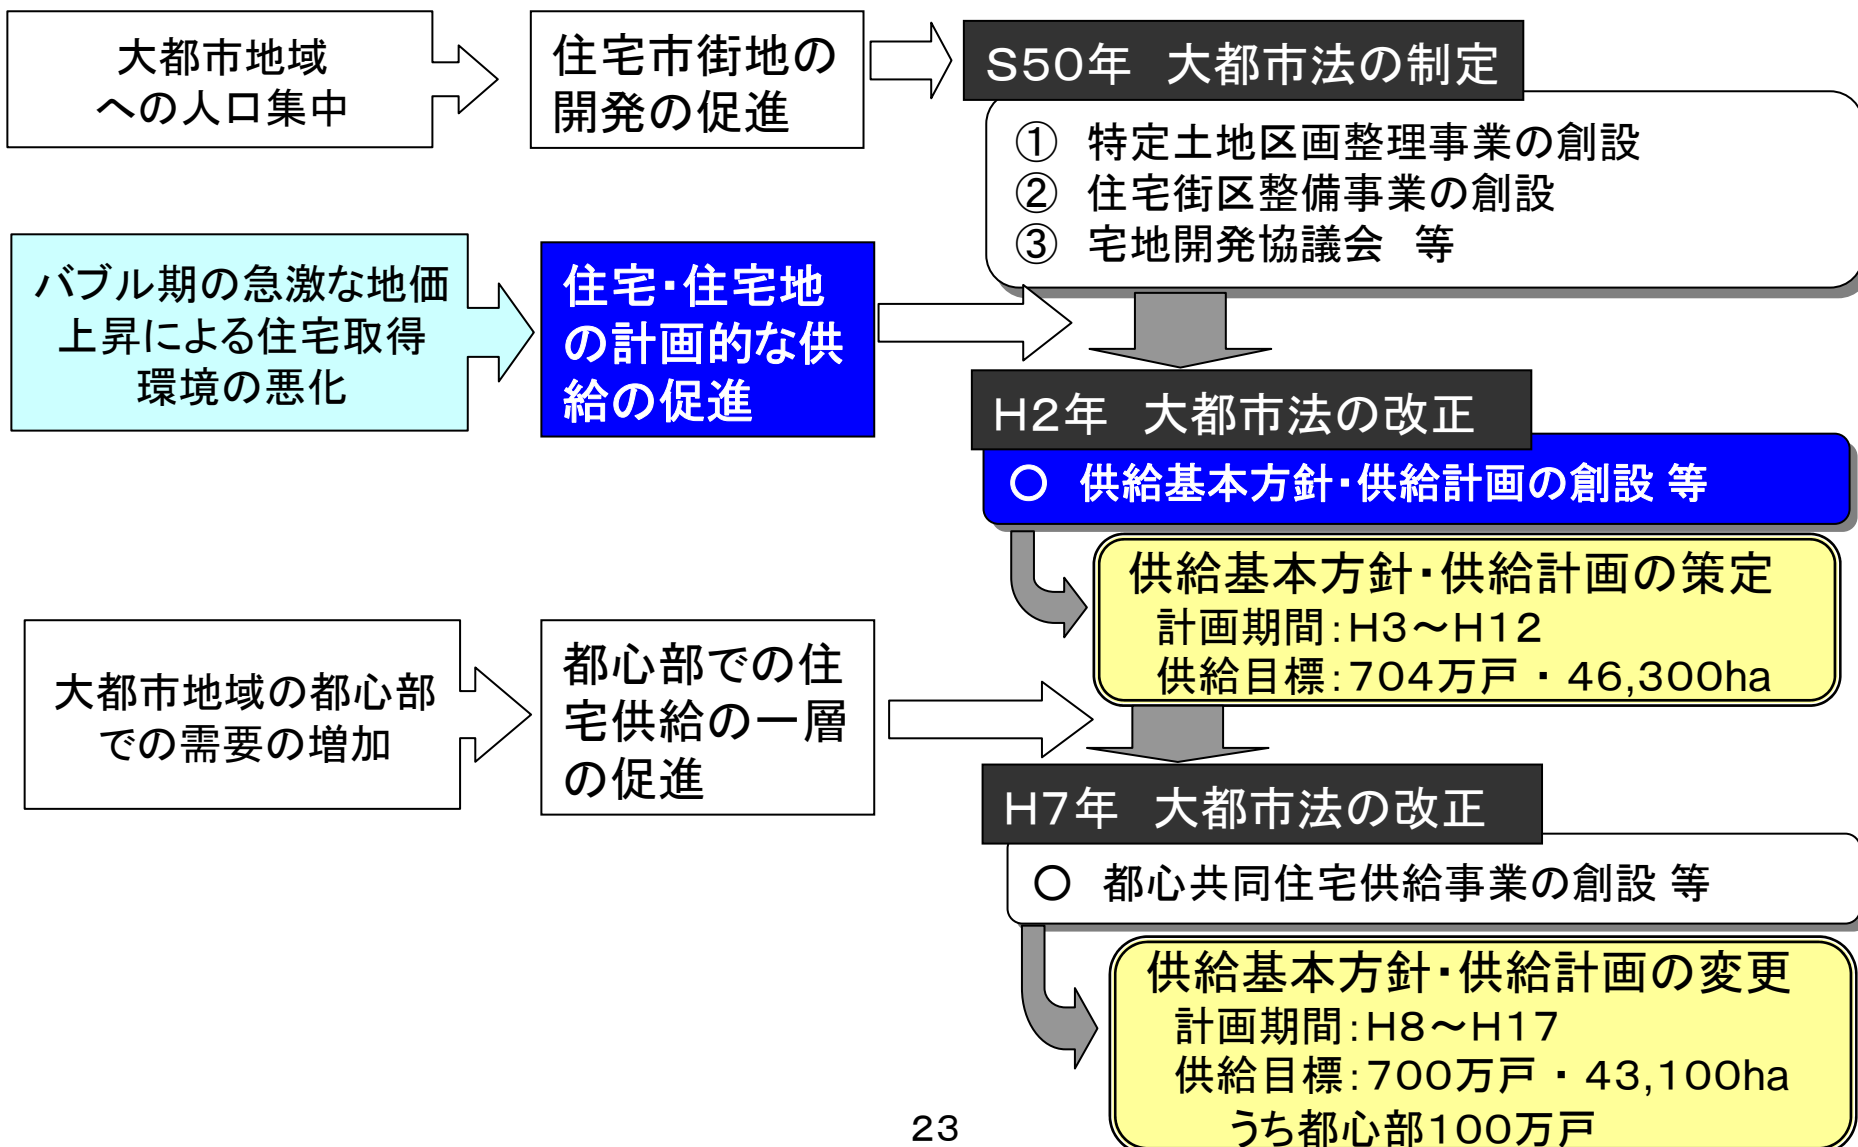 大都市地域
への人口集中
住宅市街地の
開発の促進
S50年　大都市法の制定
①　特定土地区画整理事業の創設
②　住宅街区整備事業の創設
③　宅地開発協議会　等
バブル期の急激な地価
上昇による住宅取得
環境の悪化
住宅・住宅地
の計画的な供
給の促進
H2年　大都市法の改正
○　供給基本方針・供給計画の創設 等
供給基本方針・供給計画の策定
計画期間：H3～H12
供給目標：704万戸・46,300ha
大都市地域の都心部
での需要の増加
都心部での住
宅供給の一層
の促進
H7年　大都市法の改正
○　都心共同住宅供給事業の創設 等
供給基本方針・供給計画の変更
計画期間：H8～H17
供給目標：700万戸・43,100ha
うち都心部100万戸
23